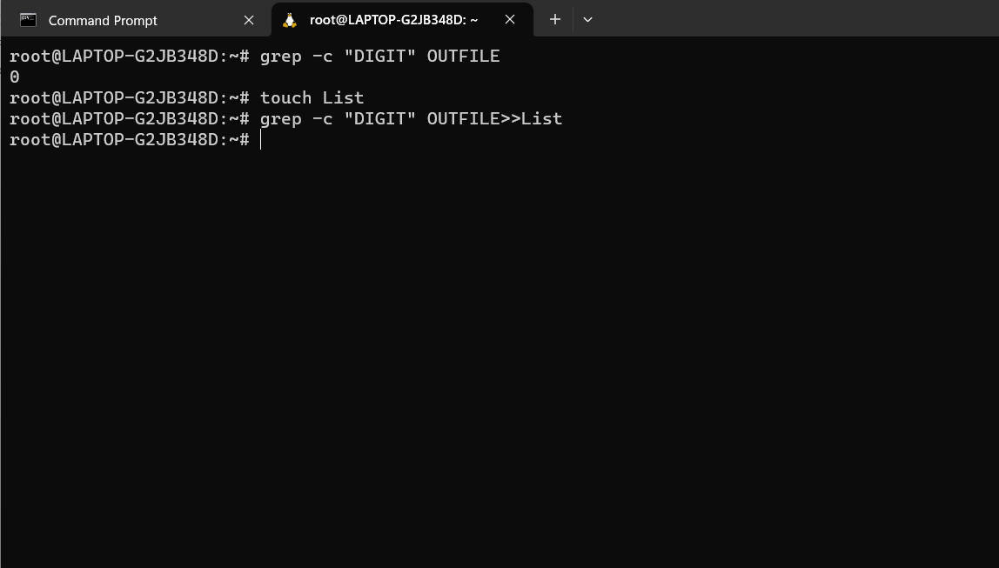 Command Prompt
root@LAPTOP-G2JB348D: ~
root@LAPTOP-G2JB348D:~# grep -c "DIGIT" OUTFILE
0
root@LAPTOP-G2JB348D:~# touch List
root@LAPTOP-G2JB348D:~# grep -c "DIGIT" OUTFILE>>List
root@LAPTOP-G2JB348D:~#